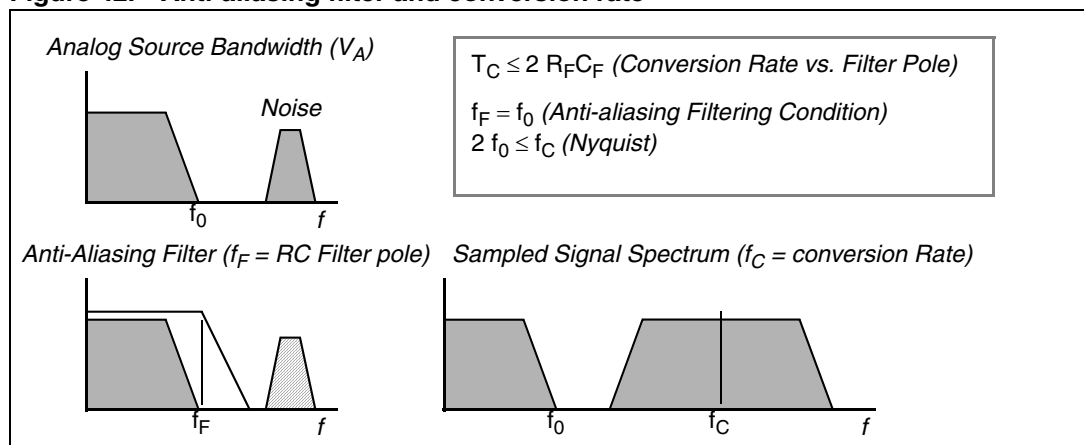 Figure 42. Anti-aliasing filter and conversion rate
Analog Source Bandwidth (VA)
Noise
f0
f
TC ≤ 2 RFCF (Conversion Rate vs. Filter Pole)
fF = f0 (Anti-aliasing Filtering Condition)
2 f0 ≤ fC (Nyquist)
Anti-Aliasing Filter (fF = RC Filter pole)
fF
f
Sampled Signal Spectrum (fC = conversion Rate)
f0
fC
f